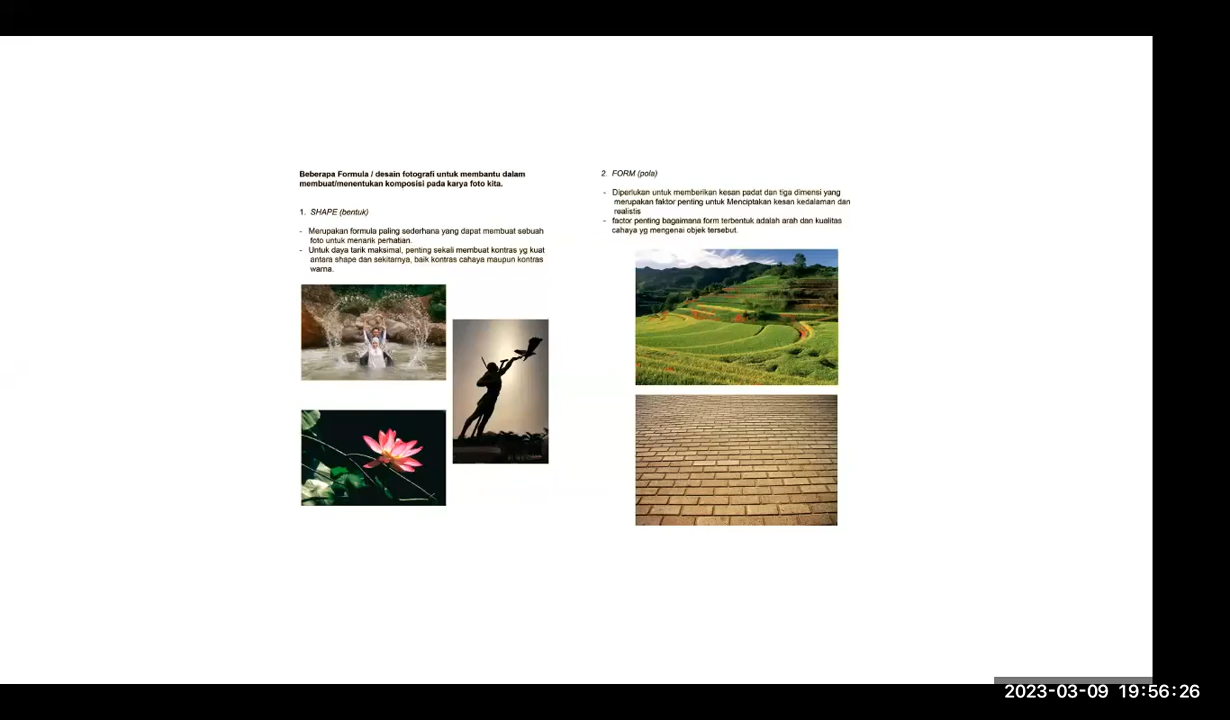 Beberapa Formula / desain fotografi untuk membantu dalam
membuat/menentukan komposisi pada karya foto kita.
1. SHAPE (bentuk)
- Merupakan formula paling sederhana yang dapat membuat sebuah
foto untuk menarik perhatian.
- Untuk daya tarik maksimal, penting sekali membuat kontras yg kuat
antara shape dan sekitarnya, baik kontras cahaya maupun kontras
warna.
2. FORM (pola)
- Diperlukan untuk memberikan kesan padat dan tiga dimensi yang
merupakan faktor penting untuk Menciptakan kesan kedalaman dan
realistis
- factor penting bagaimana form terbentuk adalah arah dan kualitas
cahaya yg mengenai objek tersebut.
2023-03-09 19:56:26